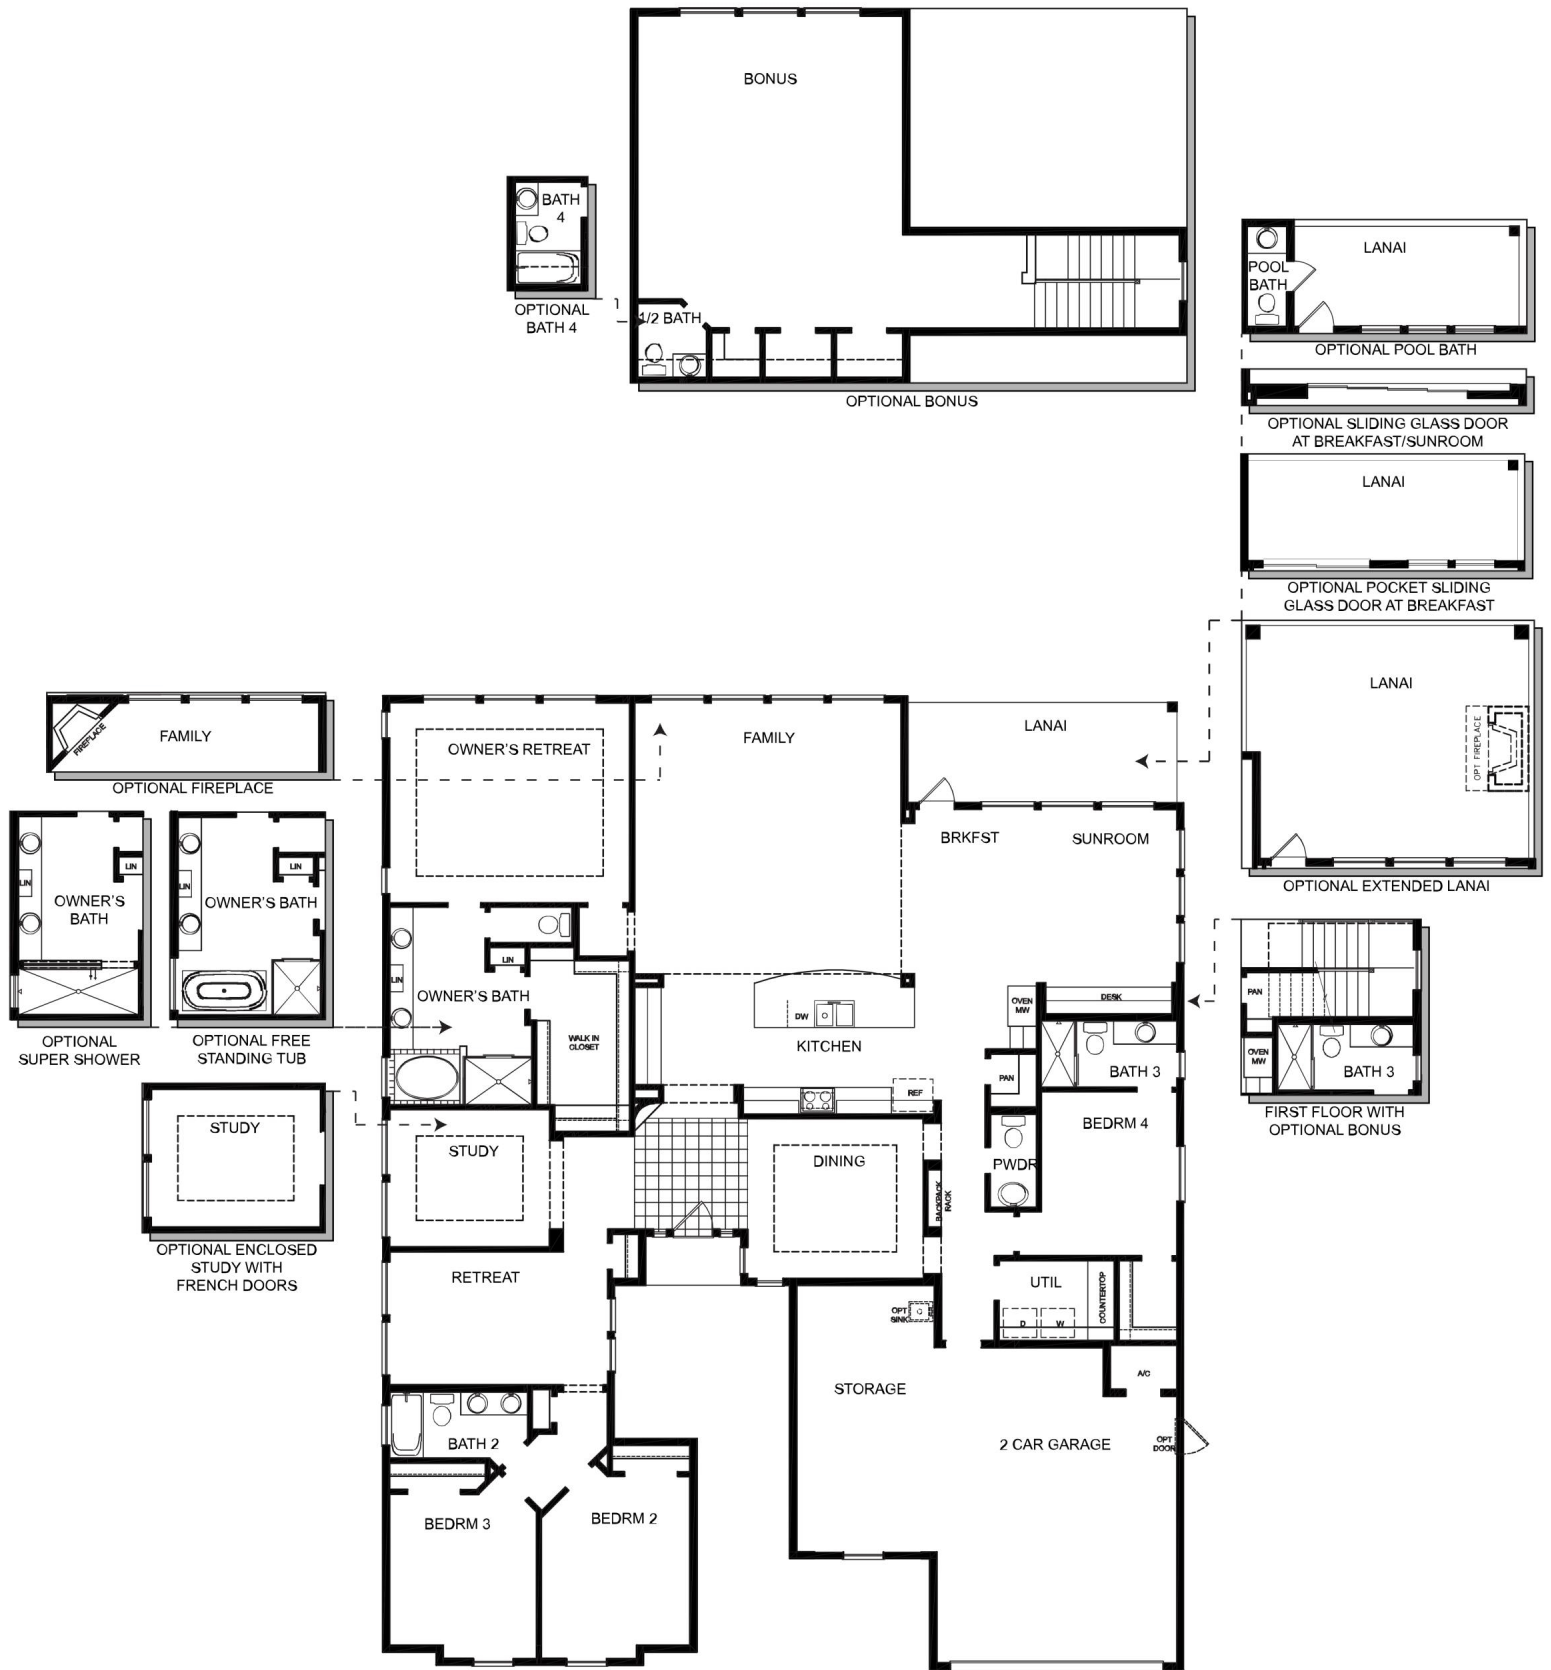 BONUS
BATH
4
OPTIONAL
BATH 4
1/2 BATH
OPTIONAL BONUS
LANAI
POOL
BATH
OPTIONAL POOL BATH
OPTIONAL SLIDING GLASS DOOR
AT BREAKFAST/SUNROOM
LANAI
OPTIONAL POCKET SLIDING
GLASS DOOR AT BREAKFAST
LANAI
OPT FIREPLACE
OPTIONAL EXTENDED LANAI
FAMILY
FIREPLACE
OPTIONAL FIREPLACE
OWNER'S RETREAT
FAMILY
LANAI
BRKFST
SUNROOM
LIN
LIN
OWNER'S
BATH
OPTIONAL
SUPER SHOWER
LIN
LIN
OWNER'S BATH
OPTIONAL FREE
STANDING TUB
LIN
LIN
OWNER'S BATH
WALK IN
CLOSET
DW
KITCHEN
REF
OVEN
MW
DESK
PAN
BATH 3
PAN
OVEN
MW
BATH 3
FIRST FLOOR WITH
OPTIONAL BONUS
STUDY
OPTIONAL ENCLOSED
STUDY WITH
FRENCH DOORS
STUDY
DINING
BACKPACK
RACK
PWDR
BEDRM 4
RETREAT
UTIL
D
W
COUNTERTOP
OPT
SINK
STORAGE
A/C
2 CAR GARAGE
OPT
DOOR
BATH 2
BEDRM 3
BEDRM 2